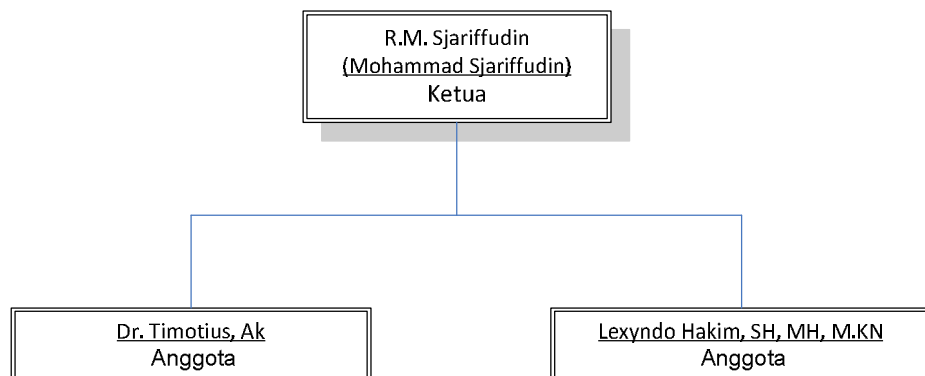 R.M. Sjariffudin
(Mohammad Sjariffudin)
Ketua
Dr. Timotius, Ak
Anggota
Lexyndo Hakim, SH, MH, M.KN
Anggota